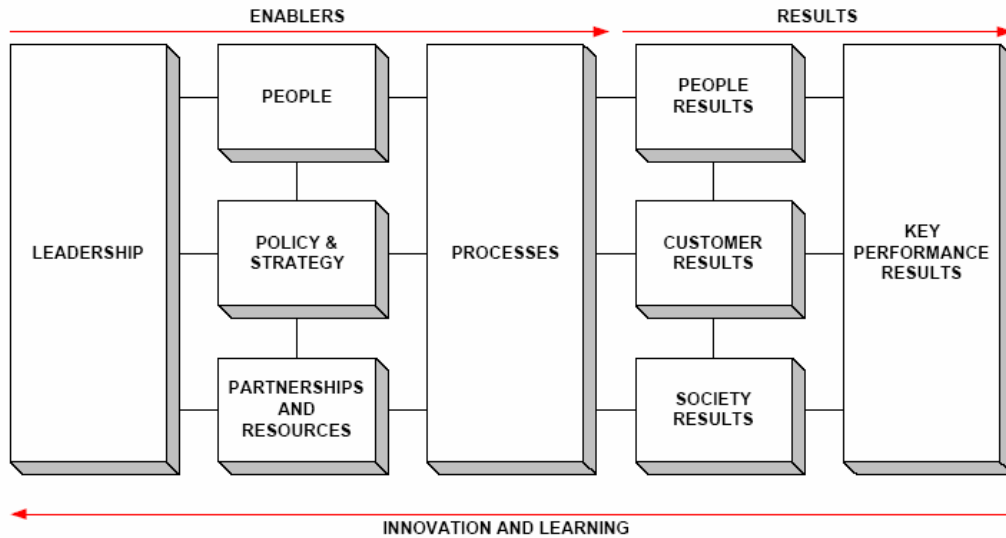 ENABLERS
RESULTS
LEADERSHIP
PEOPLE
POLICY &
STRATEGY
PARTNERSHIPS
AND
RESOURCES
PROCESSES
PEOPLE
RESULTS
CUSTOMER
RESULTS
SOCIETY
RESULTS
KEY
PERFORMANCE
RESULTS
INNOVATION AND LEARNING